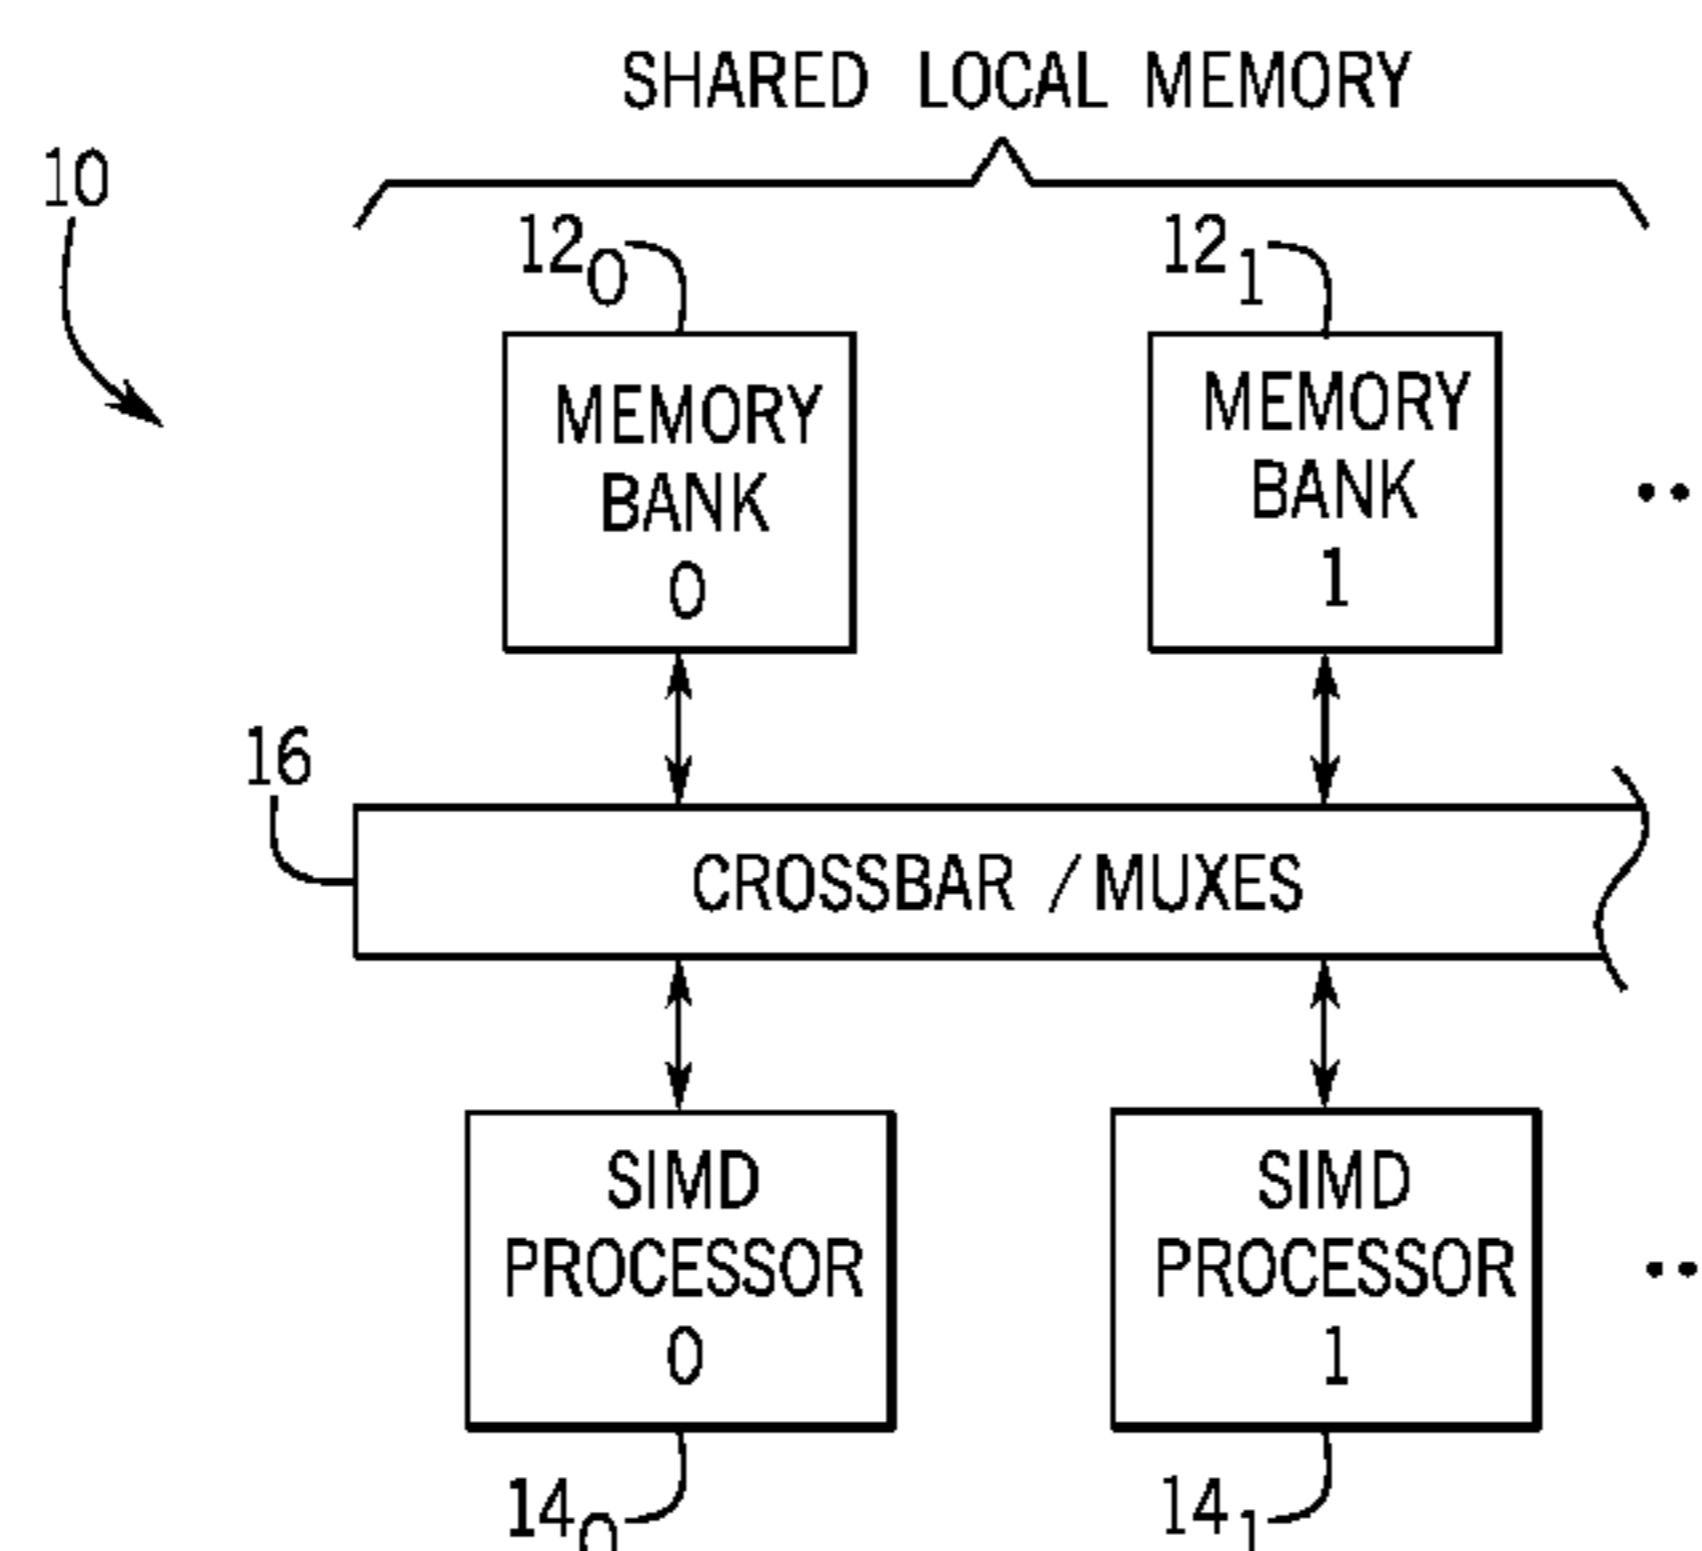 SHARED LOCAL MEMORY
10
12₀
12₁
MEMORY
BANK
0
MEMORY
BANK
1
..
16
CROSSBAR / MUXES
SIMD
PROCESSOR
0
SIMD
PROCESSOR
1
..
14₀
14₁